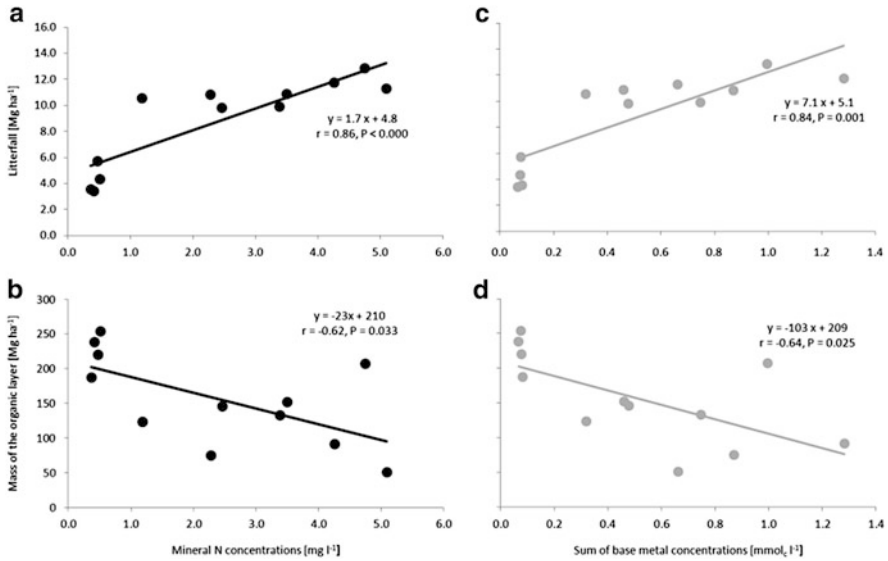 a
16.0
14.0
12.0
10.0
8.0
6.0
4.0
2.0
0.0
Litterfall [Mg ha⁻¹]
y = 1.7 x + 4.8
r = 0.86, P < 0.000
0.0 1.0 2.0 3.0 4.0 5.0 6.0
c
y = 7.1 x + 5.1
r = 0.84, P = 0.001
0.0 0.2 0.4 0.6 0.8 1.0 1.2 1.4
b
300
250
200
150
100
50
0
Mass of the organic layer [Mg ha⁻¹]
y = -23x + 210
r = -0.62, P = 0.033
0.0 1.0 2.0 3.0 4.0 5.0 6.0
Mineral N concentrations [mg l⁻¹]
d
y = -103 x + 209
r = -0.64, P = 0.025
0.0 0.2 0.4 0.6 0.8 1.0 1.2 1.4
Sum of base metal concentrations [mmol_c l⁻¹]